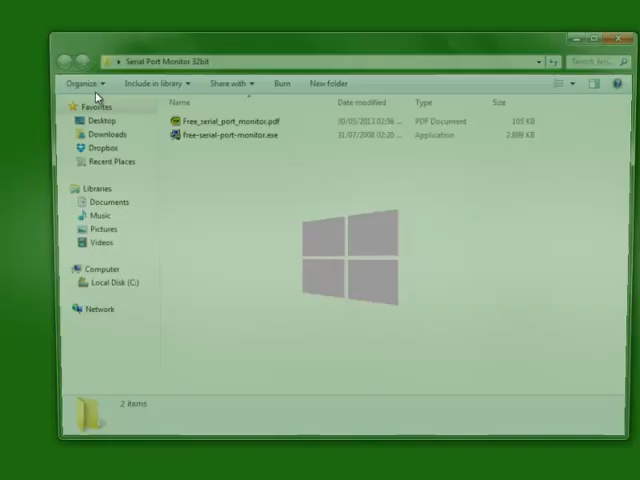 Serial Port Monitor 32bit
Search Seri...
Organize Include in library Share with Burn New folder
Name Date modified Type Size
Favorites
Desktop
Downloads
Dropbox
Recent Places
Free_serial_port_monitor.pdf 30/05/2013 02:56 ... PDF Document 103 KB
free-serial-port-monitor.exe 31/07/2008 02:20 ... Application 2,899 KB
Libraries
Documents
Music
Pictures
Videos
Computer
Local Disk (C:)
Network
2 items